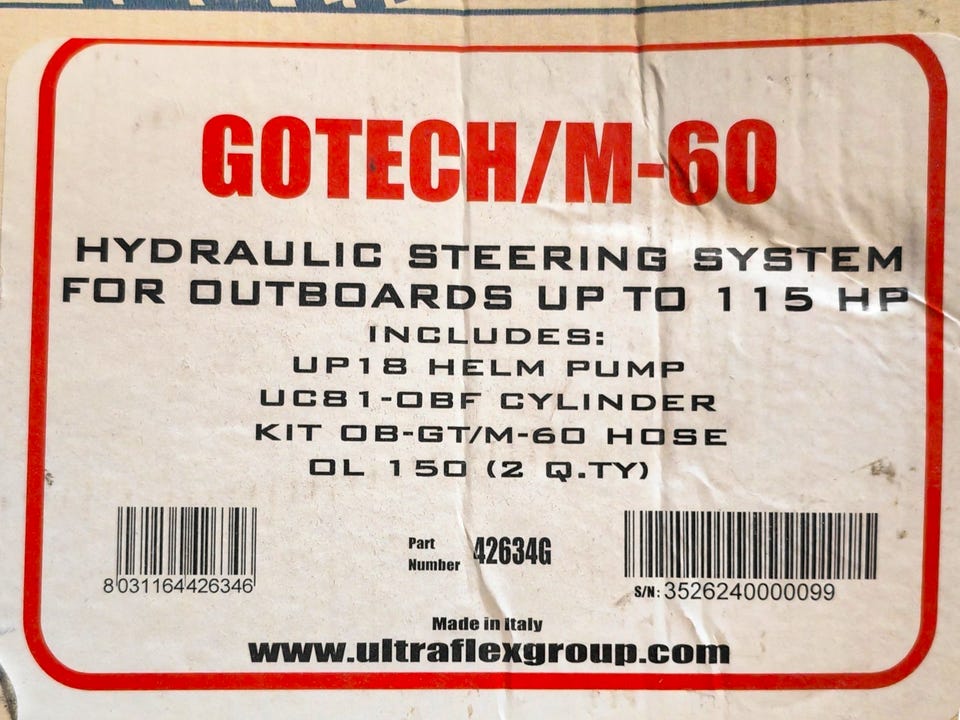 GOTECH/M-60
HYDRAULIC STEERING SYSTEM
FOR OUTBOARDS UP TO 115 HP
INCLUDES:
UP18 HELM PUMP
UC81-OBF CYLINDER
KIT OB-GT/M-60 HOSE
OL 150 (2 Q.TY)
8031164426346
Part Number 42634G
S/N: 3526240000099
Made in Italy
www.ultraflexgroup.com